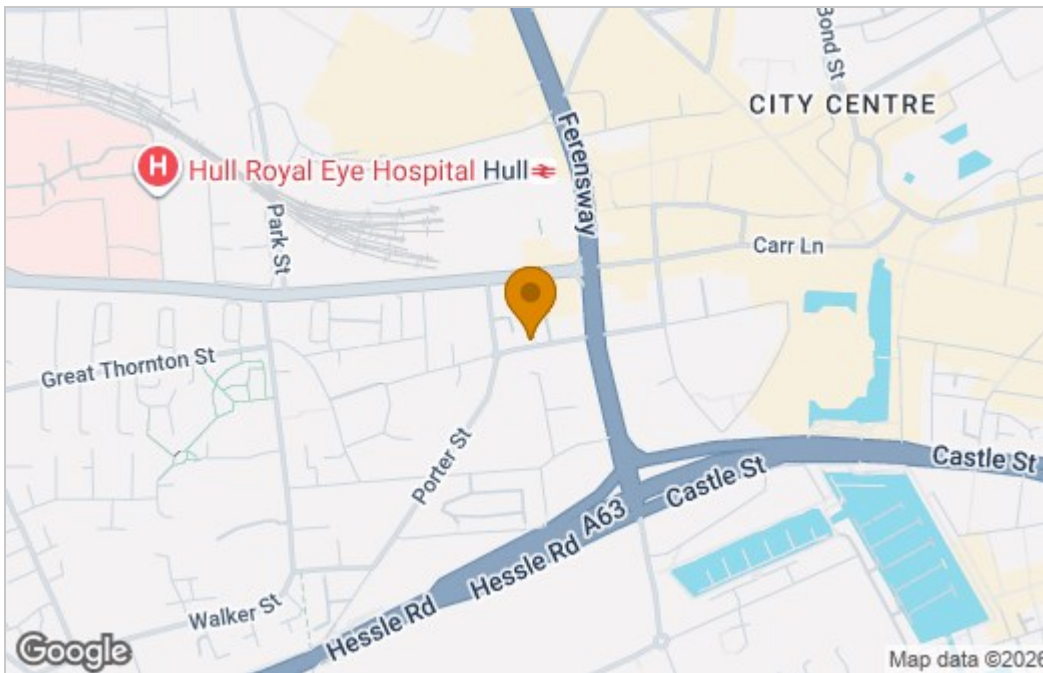 Bond St
CITY CENTRE
Ferensway
H
Hull Royal Eye Hospital
Hull
Park St
Carr Ln
Great Thornton St
Porter St
Castle St
Castle St
A63
Hessle Rd
Walker St
Hessle Rd
Google
Map data ©2026